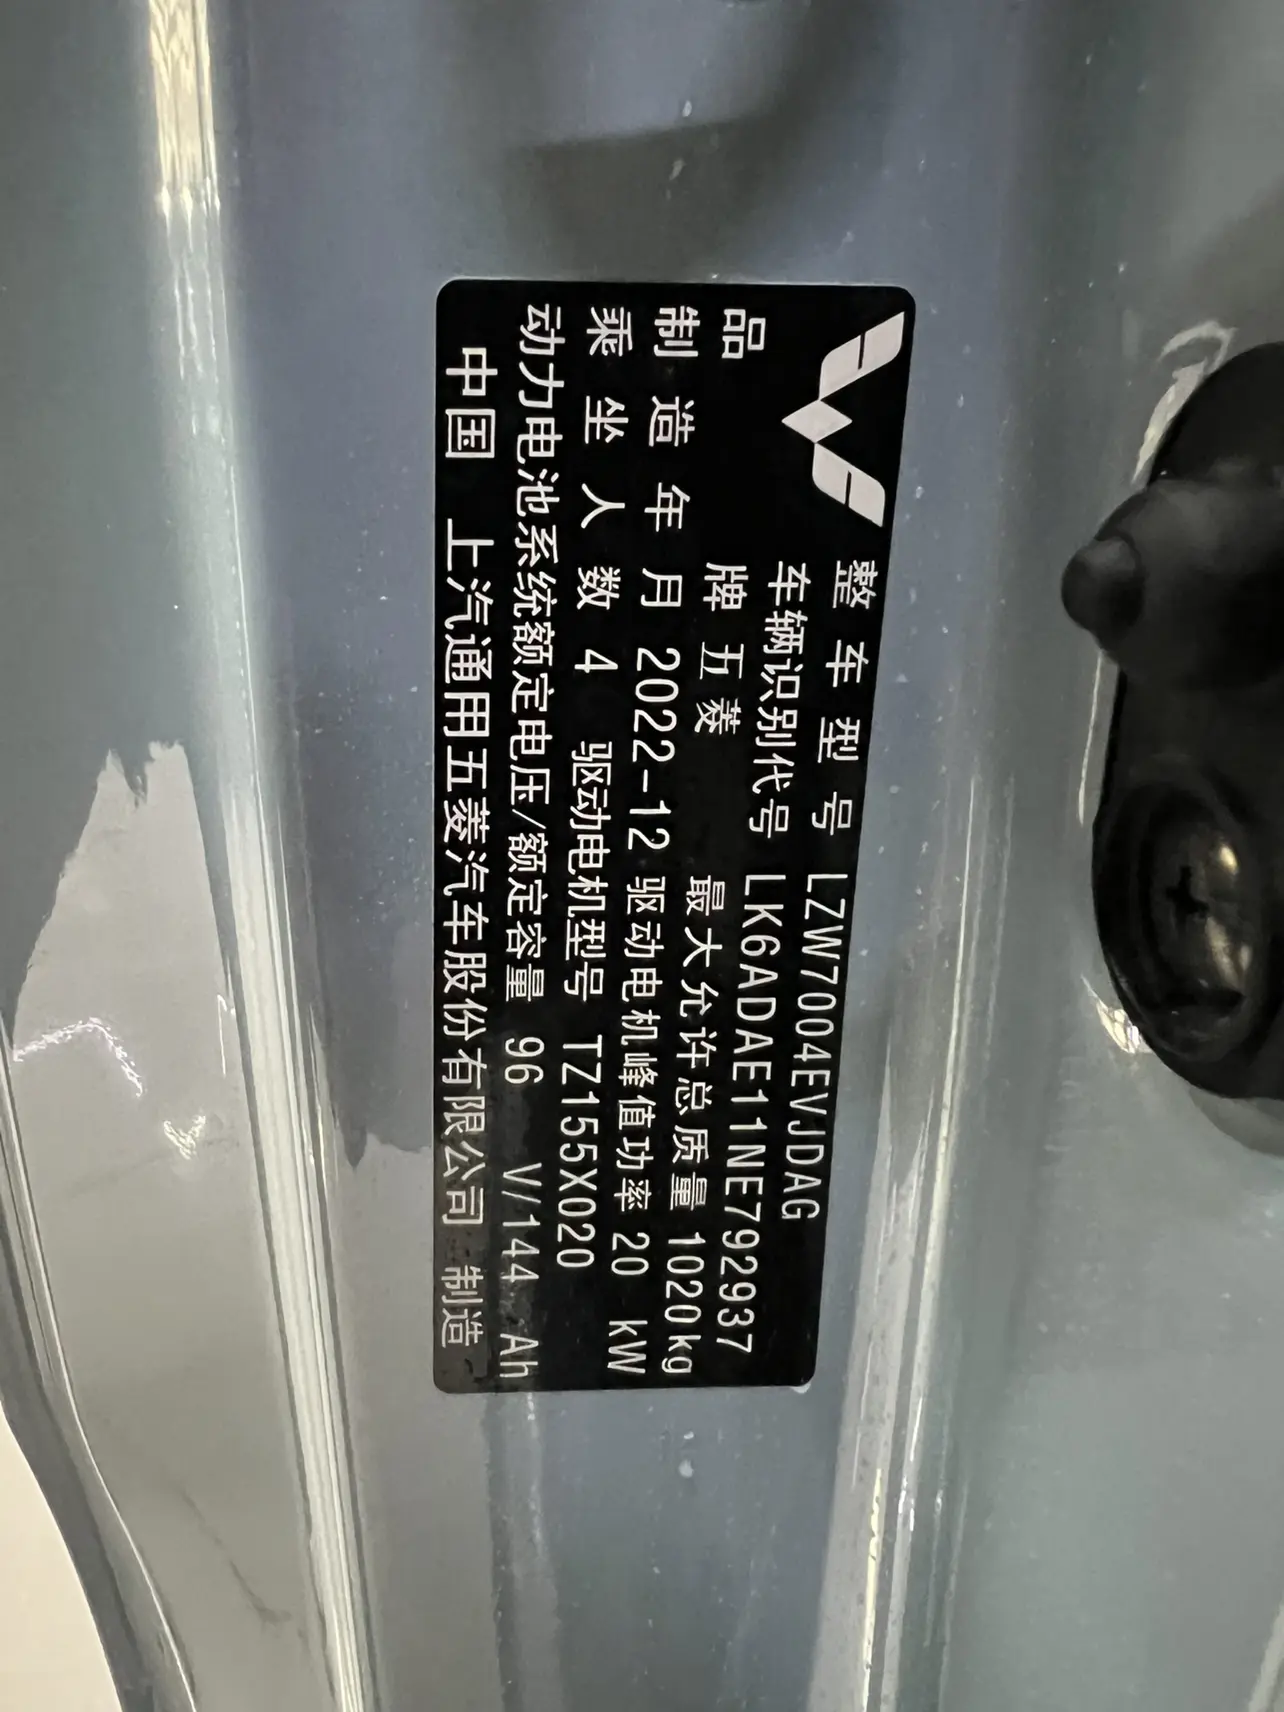 整车型号 LZW7004EVJDAG
车辆识别代号 LK6ADAE11NE792937
品牌 五菱 最大允许总质量 1020kg
制造年月 2022-12 驱动电机峰值功率 20 kW
乘坐人数 4 驱动电机型号 TZ155X020
动力电池系统额定电压/额定容量 96 V/144 Ah
中国 上汽通用五菱汽车股份有限公司 制造